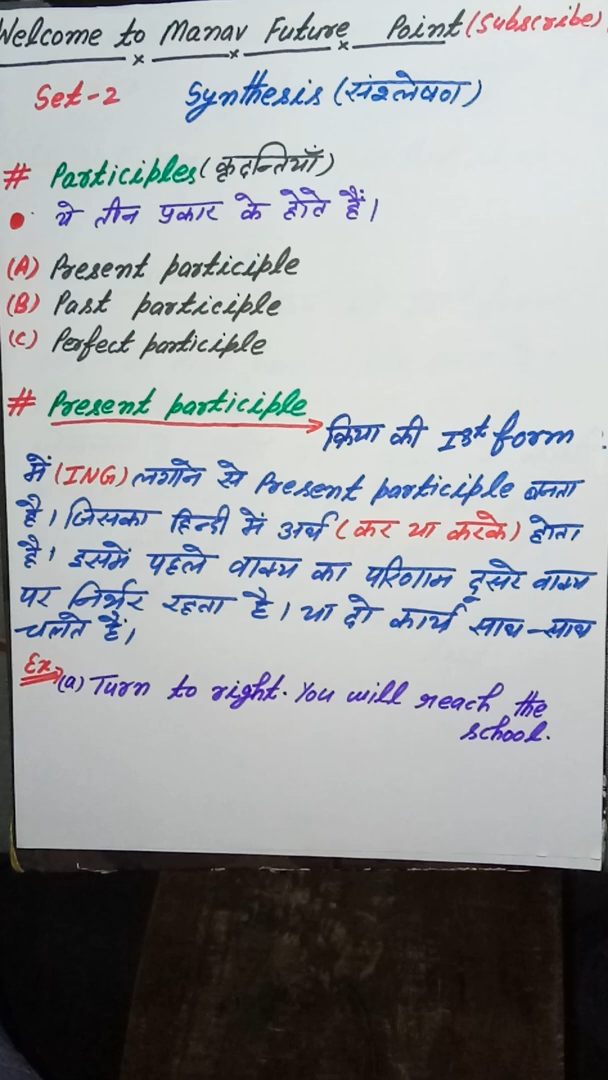 Welcome to Manav Future Point (Subscribe)
Set-2 Synthesis (संश्लेषण)
# Participles (कृदन्तियाँ)
• ये तीन प्रकार के होते हैं।
(A) Present participle
(B) Past participle
(C) Perfect participle
# Present participle → क्रिया की Ist form
में (ING) लगाने से Present participle बनता
है। जिसका हिन्दी में अर्थ (कर या करके) होता
है। इसमें पहले वाक्य का परिणाम दूसरे वाक्य
पर निर्भर रहता है। या दो कार्य साथ-साथ
चलते हैं।
Ex→ (a) Turn to right. You will reach the
school.